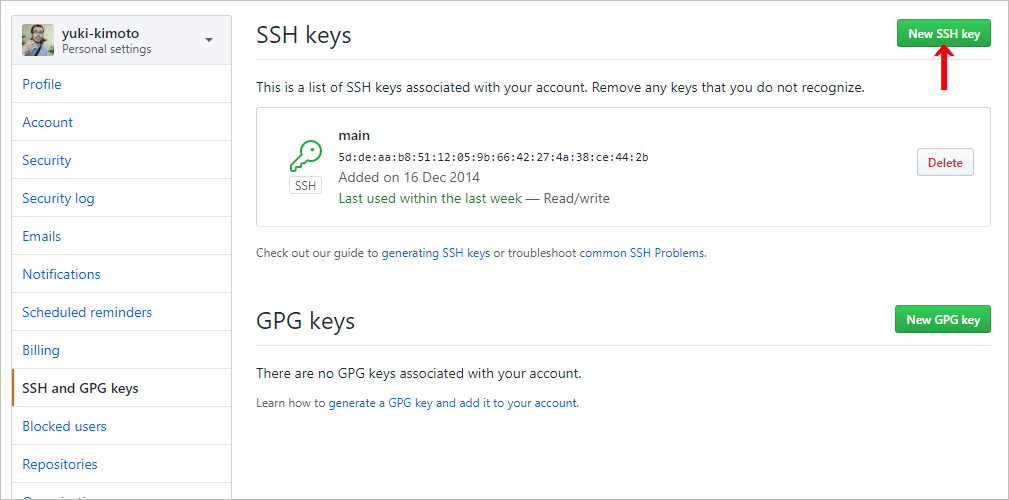 yuki-kimoto
Personal settings
Profile
Account
Security
Security log
Emails
Notifications
Scheduled reminders
Billing
SSH and GPG keys
Blocked users
Repositories
SSH keys
New SSH key
This is a list of SSH keys associated with your account. Remove any keys that you do not recognize.
main
5d:de:aa:b8:51:12:05:9b:66:42:27:4a:38:ce:44:2b
SSH
Added on 16 Dec 2014
Last used within the last week — Read/write
Delete
Check out our guide to generating SSH keys or troubleshoot common SSH Problems.
GPG keys
New GPG key
There are no GPG keys associated with your account.
Learn how to generate a GPG key and add it to your account.